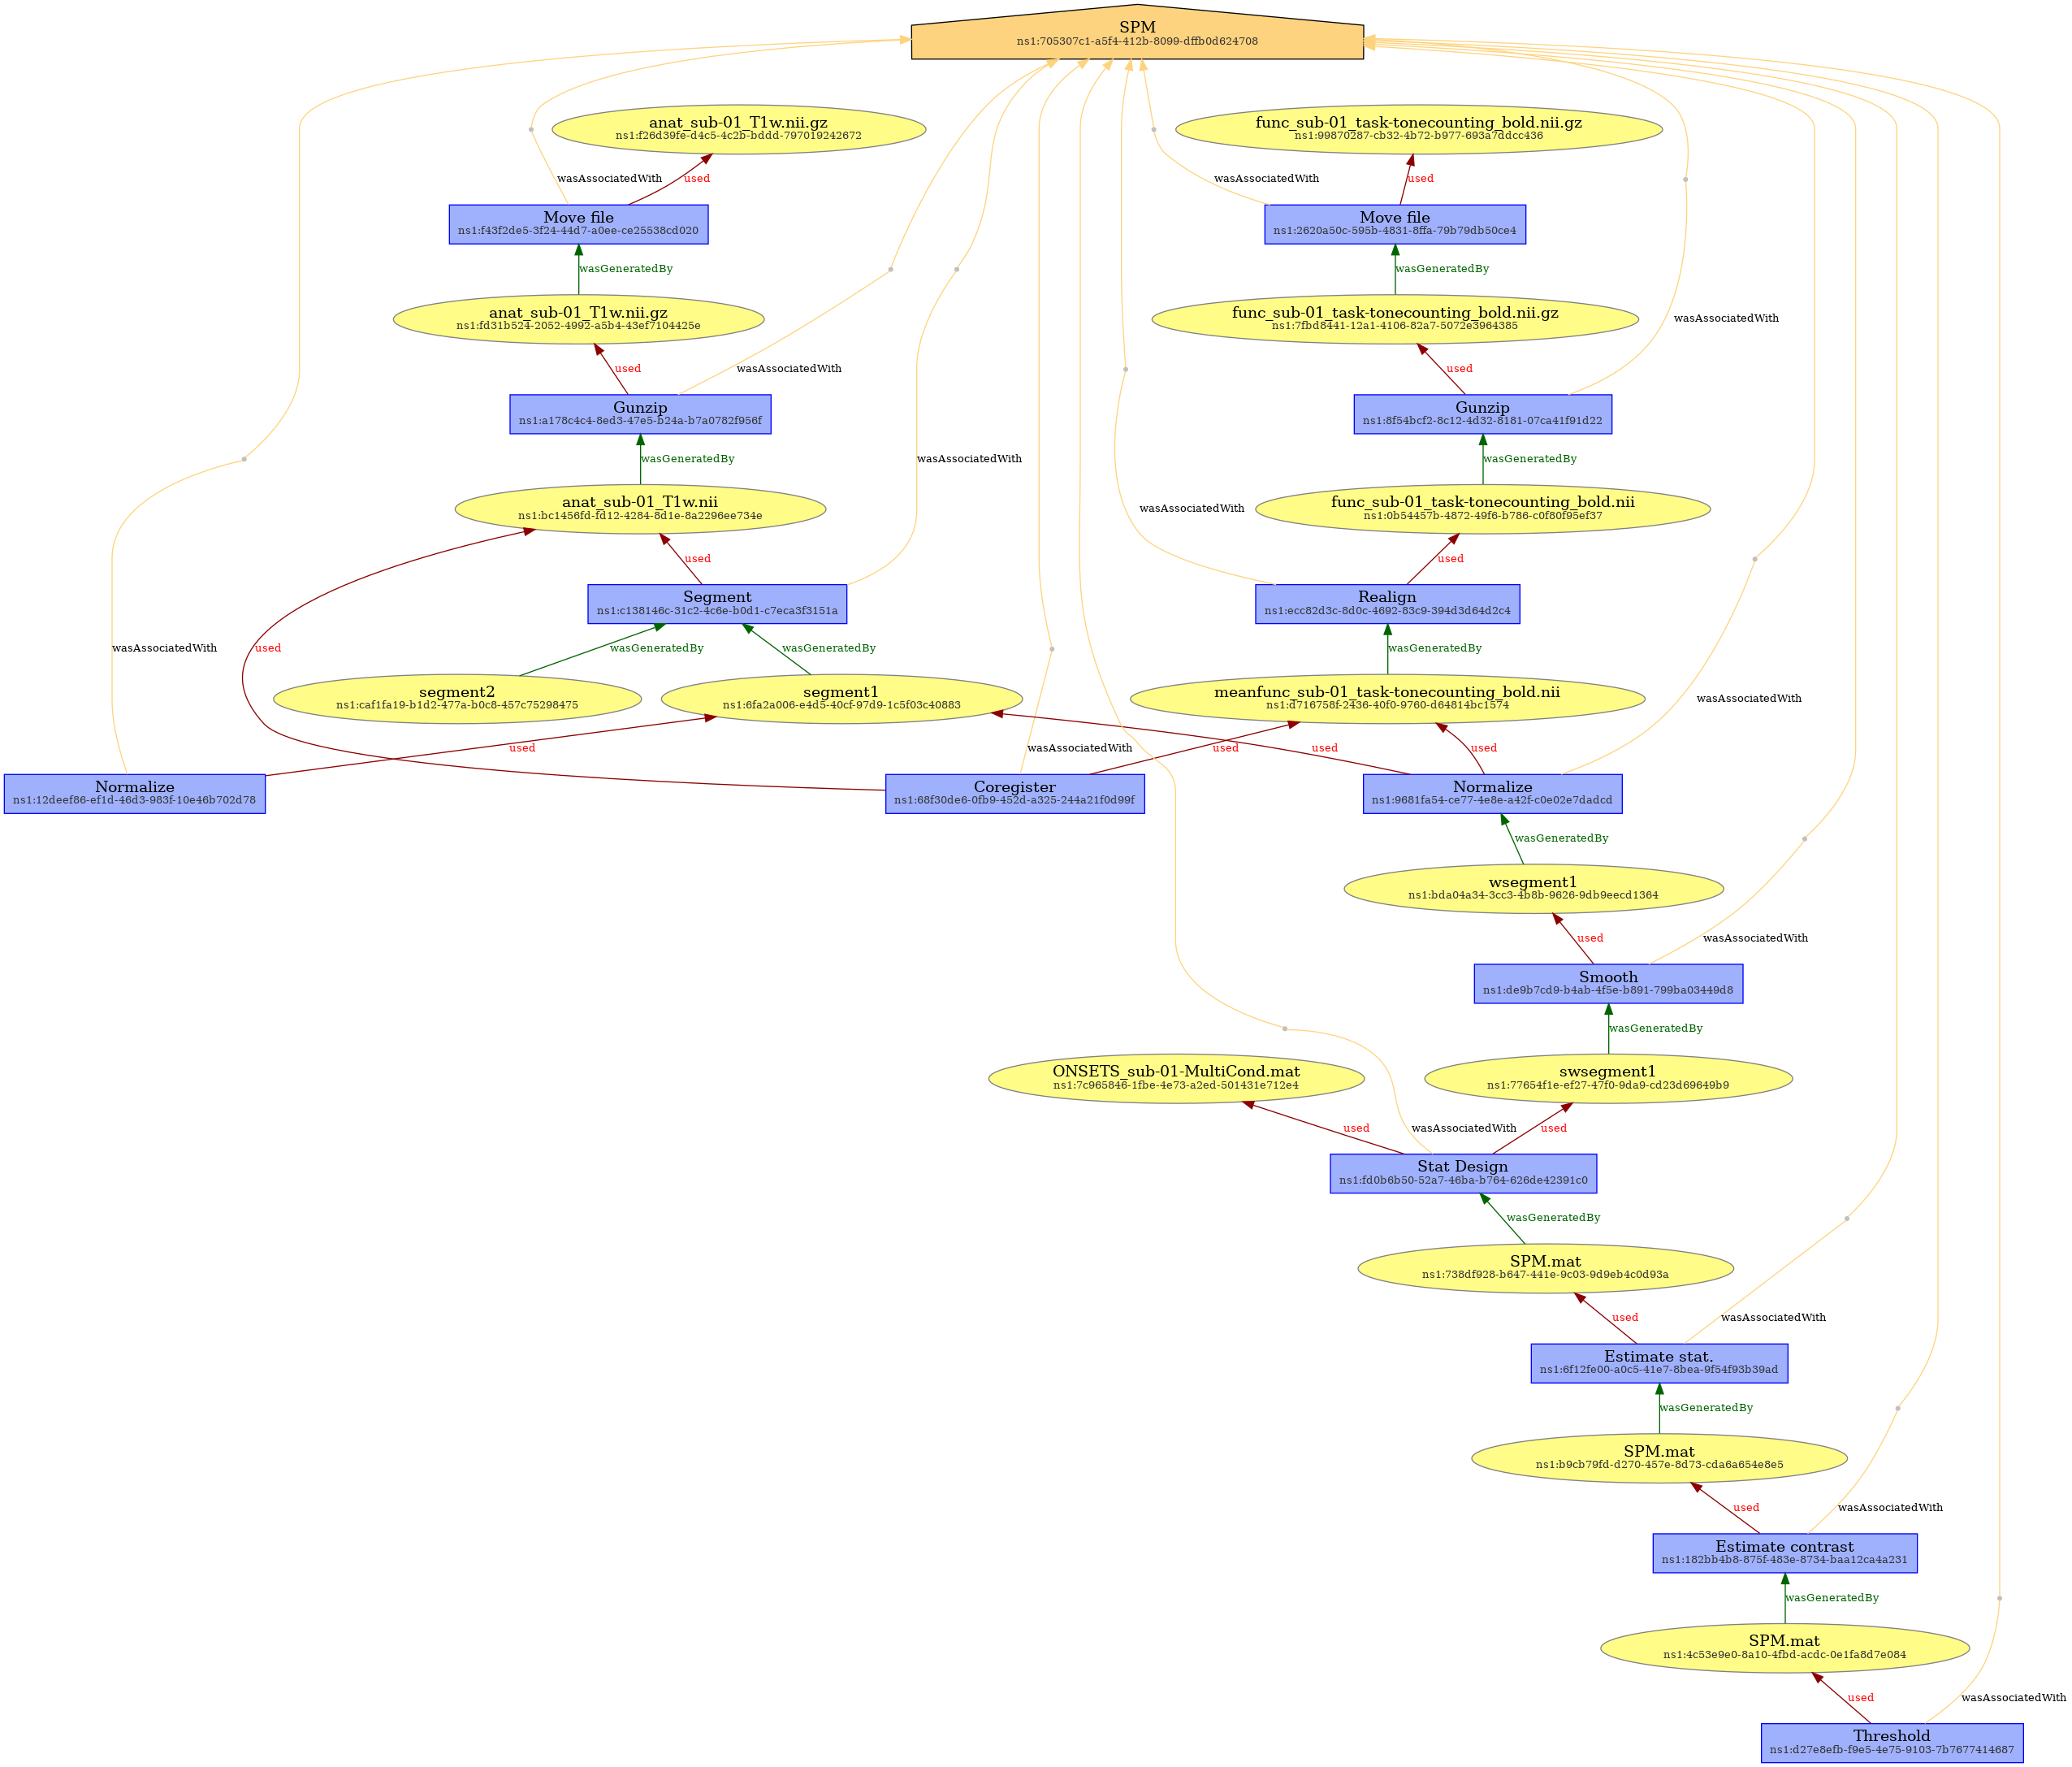 SPM
ns1:705307c1-a5f4-412b-8099-dffb0d624708
anat_sub-01_T1w.nii.gz
ns1:f26d39fe-d4c5-4c2b-bddd-797019242672
func_sub-01_task-tonecounting_bold.nii.gz
ns1:99870287-cb32-4b72-b977-693a7ddcc436
wasAssociatedWith
used
wasAssociatedWith
used
Move file
ns1:f43f2de5-3f24-44d7-a0ee-ce25538cd020
Move file
ns1:2620a50c-595b-4831-8ffa-79b79db50ce4
wasGeneratedBy
wasGeneratedBy
anat_sub-01_T1w.nii.gz
ns1:fd31b524-2052-4992-a5b4-43ef7104425e
func_sub-01_task-tonecounting_bold.nii.gz
ns1:7fbd8441-12a1-4106-82a7-5072e3964385
wasAssociatedWith
used
wasAssociatedWith
used
Gunzip
ns1:a178c4c4-8ed3-47e5-b24a-b7a0782f956f
Gunzip
ns1:8f54bcf2-8c12-4d32-8181-07ca41f91d22
wasGeneratedBy
wasAssociatedWith
wasGeneratedBy
anat_sub-01_T1w.nii
ns1:bc1456fd-fd12-4284-8d1e-8a2296ee734e
func_sub-01_task-tonecounting_bold.nii
ns1:0b54457b-4872-49f6-b786-c0f80f95ef37
wasAssociatedWith
used
used
Segment
ns1:c138146c-31c2-4c6e-b0d1-c7eca3f3151a
Realign
ns1:ecc82d3c-8d0c-4692-83c9-394d3d64d2c4
wasAssociatedWith
used
wasGeneratedBy
wasGeneratedBy
wasGeneratedBy
segment2
ns1:caf1fa19-b1d2-477a-b0c8-457c75298475
segment1
ns1:6fa2a006-e4d5-40cf-97d9-1c5f03c40883
meanfunc_sub-01_task-tonecounting_bold.nii
ns1:d716758f-2436-40f0-9760-d64814bc1574
wasAssociatedWith
used
wasAssociatedWith
used
used
used
Normalize
ns1:12deef86-ef1d-46d3-983f-10e46b702d78
Coregister
ns1:68f30de6-0fb9-452d-a325-244a21f0d99f
Normalize
ns1:9681fa54-ce77-4e8e-a42f-c0e02e7dadcd
wasGeneratedBy
wsegment1
ns1:bda04a34-3cc3-4b8b-9626-9db9eecd1364
used
wasAssociatedWith
Smooth
ns1:de9b7cd9-b4ab-4f5e-b891-799ba03449d8
wasGeneratedBy
ONSETS_sub-01-MultiCond.mat
ns1:7c965846-1fbe-4e73-a2ed-501431e712e4
swsegment1
ns1:77654f1e-ef27-47f0-9da9-cd23d69649b9
used
wasAssociatedWith
used
Stat Design
ns1:fd0b6b50-52a7-46ba-b764-626de42391c0
wasGeneratedBy
SPM.mat
ns1:738df928-b647-441e-9c03-9d9eb4c0d93a
used
wasAssociatedWith
Estimate stat.
ns1:6f12fe00-a0c5-41e7-8bea-9f54f93b39ad
wasGeneratedBy
SPM.mat
ns1:b9cb79fd-d270-457e-8d73-cda6a654e8e5
used
wasAssociatedWith
Estimate contrast
ns1:182bb4b8-875f-483e-8734-baa12ca4a231
wasGeneratedBy
SPM.mat
ns1:4c53e9e0-8a10-4fbd-acdc-0e1fa8d7e084
used
wasAssociatedWith
Threshold
ns1:d27e8efb-f9e5-4e75-9103-7b7677414687